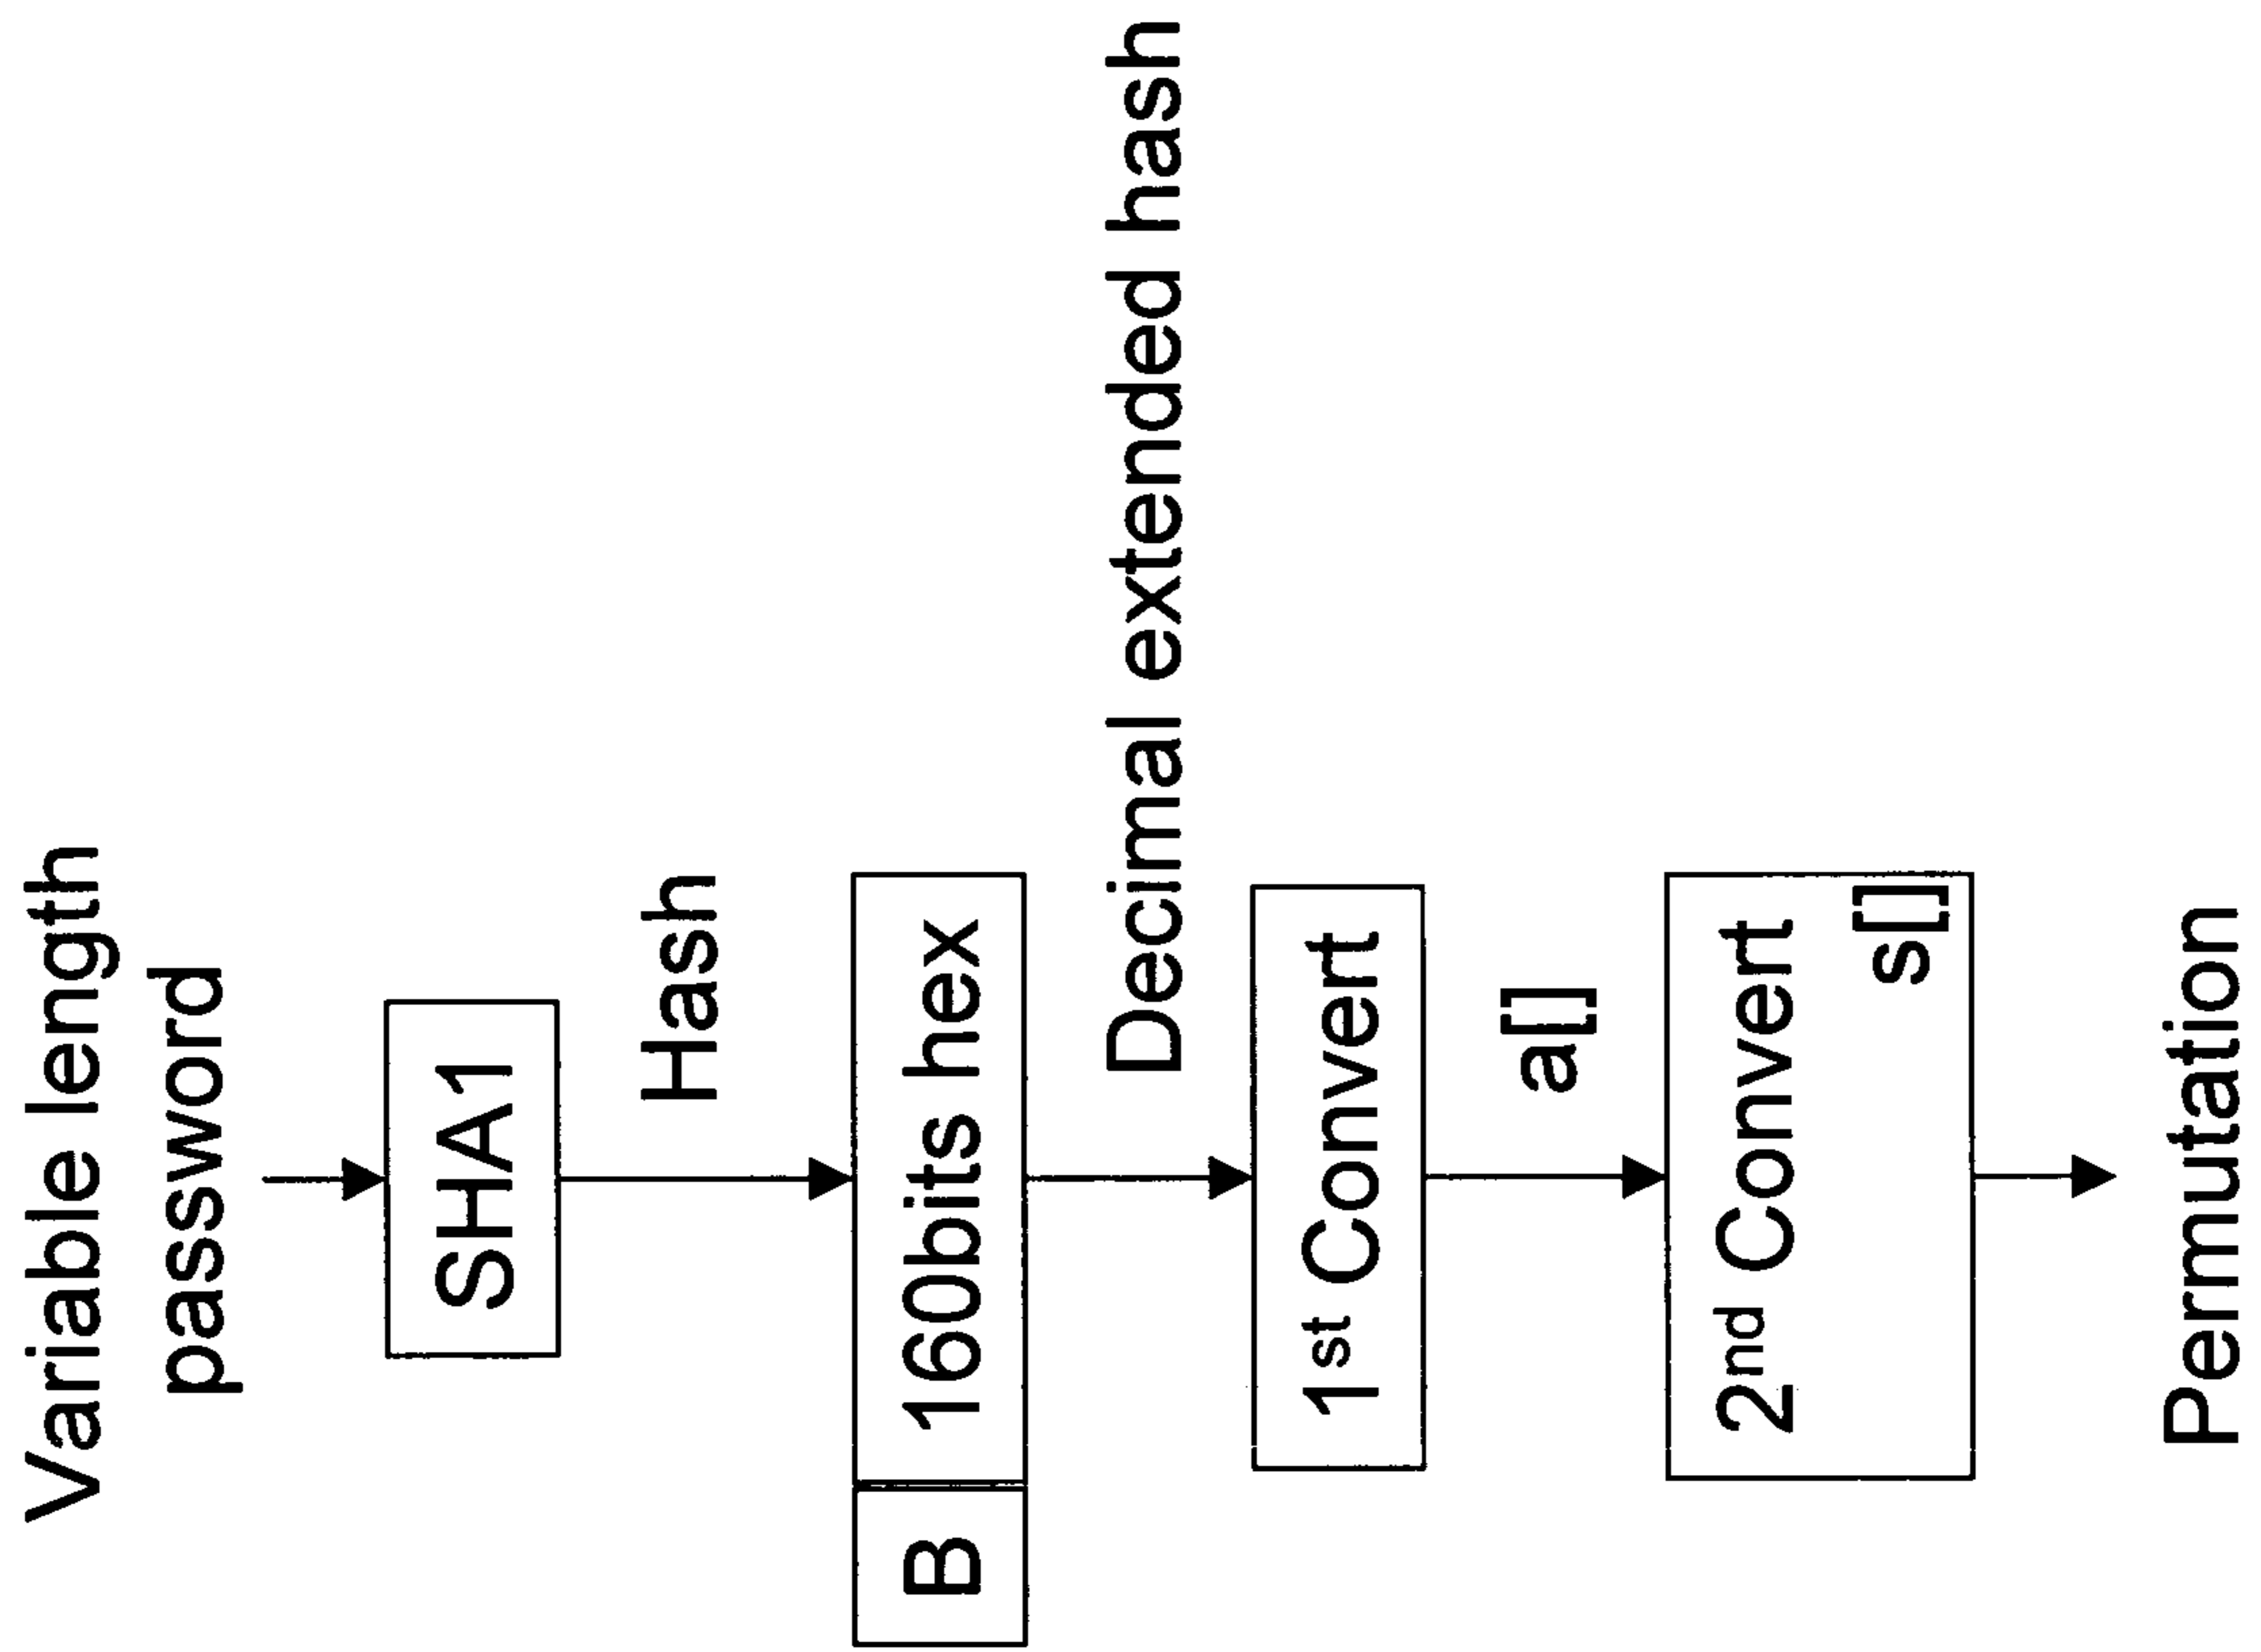 Variable length
password
SHA1
Hash
B
160bits hex
Decimal extended hash
1st Convert
a[]
2nd Convert
s[]
Permutation